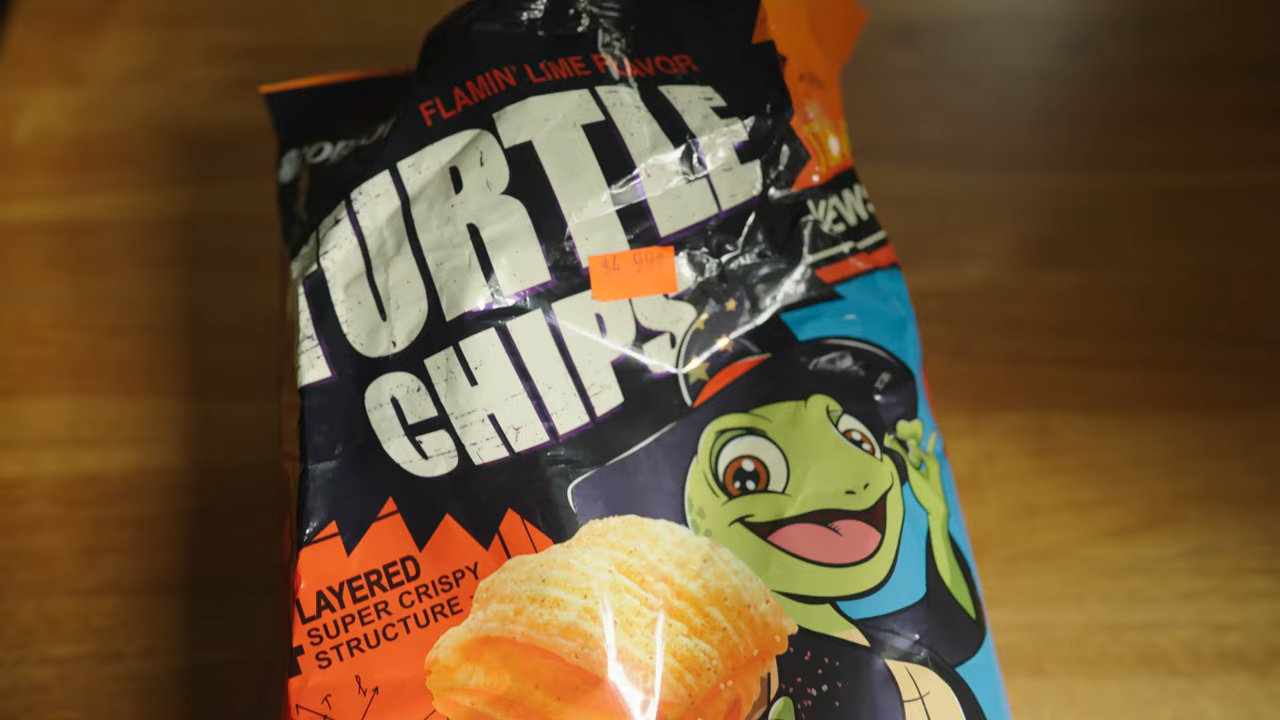 FLAMIN' LIME FLAVOR
TURTLE
CHIPS
$4.99
LAYERED
SUPER CRISPY
STRUCTURE